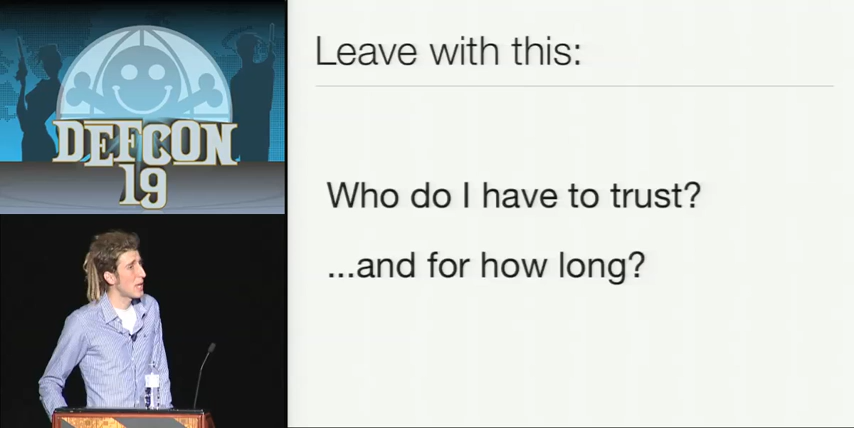 DEFCON
19
Leave with this:
Who do I have to trust?
...and for how long?